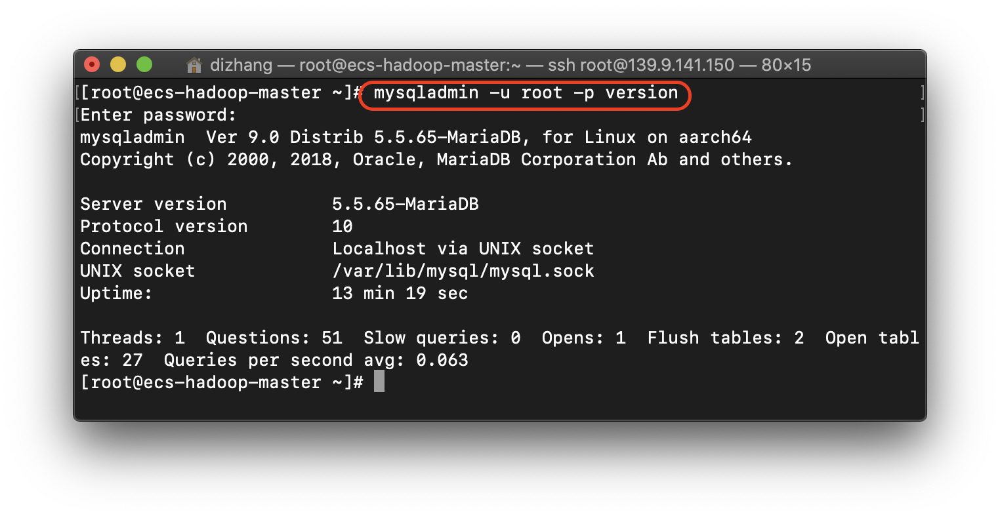 dizhang — root@ecs-hadoop-master:~ — ssh root@139.9.141.150 — 80×15
[[root@ecs-hadoop-master ~]# mysqladmin -u root -p version ]
[Enter password: ]
mysqladmin  Ver 9.0 Distrib 5.5.65-MariaDB, for Linux on aarch64
Copyright (c) 2000, 2018, Oracle, MariaDB Corporation Ab and others.
Server version          5.5.65-MariaDB
Protocol version        10
Connection              Localhost via UNIX socket
UNIX socket             /var/lib/mysql/mysql.sock
Uptime:                 13 min 19 sec
Threads: 1  Questions: 51  Slow queries: 0  Opens: 1  Flush tables: 2  Open tabl
es: 27  Queries per second avg: 0.063
[root@ecs-hadoop-master ~]#